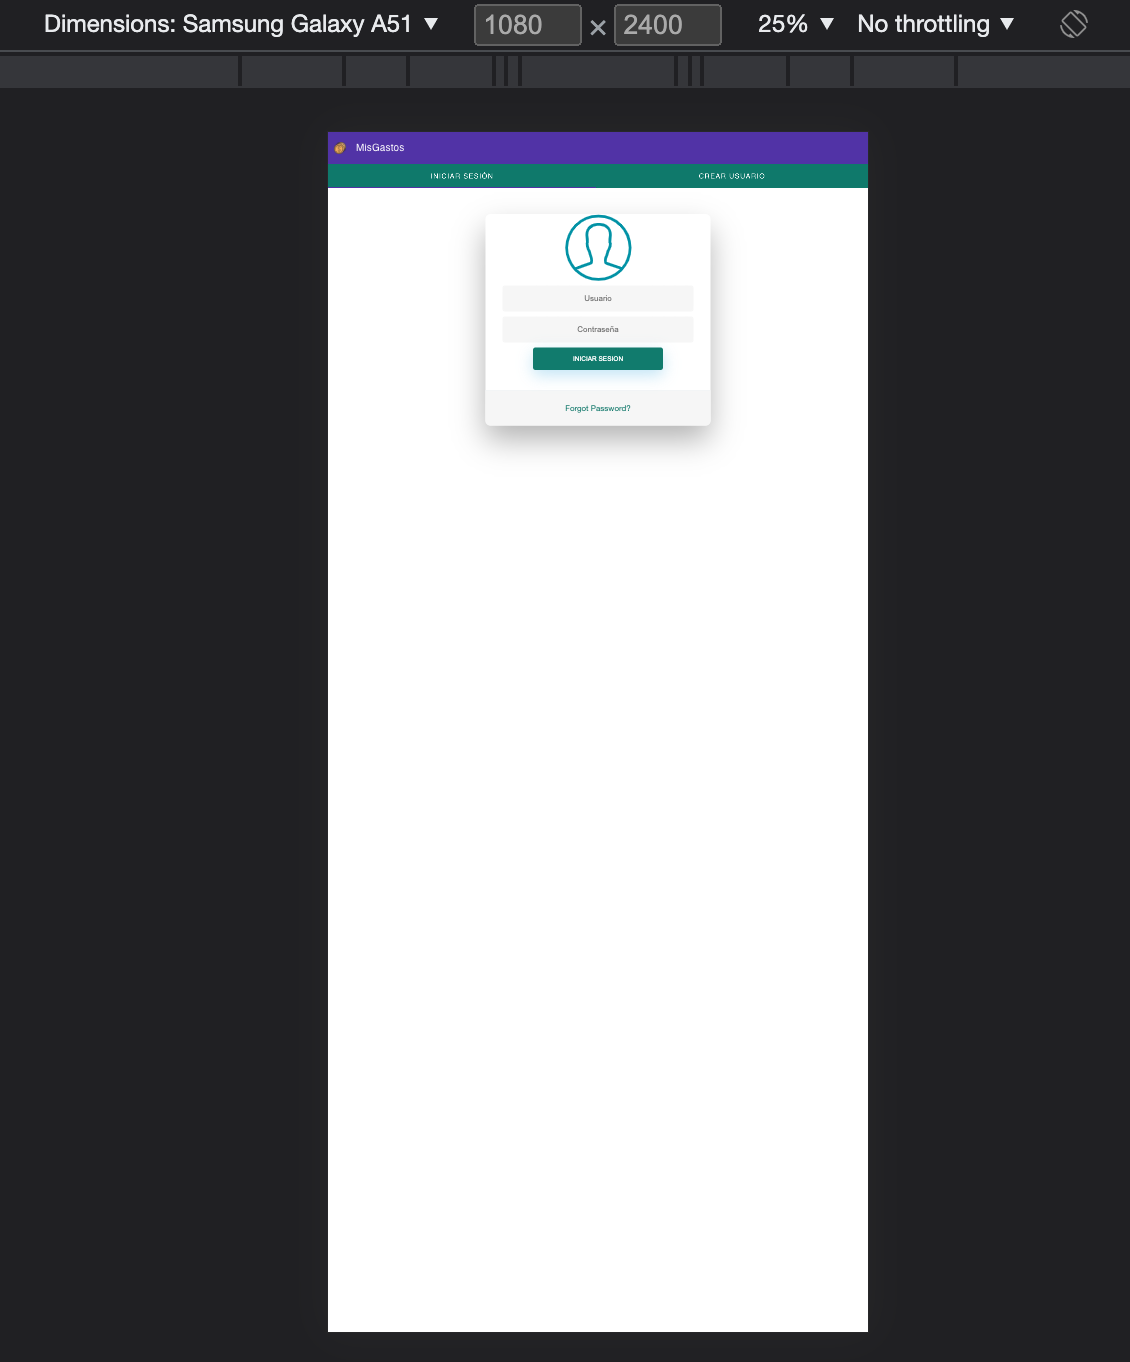 Dimensions: Samsung Galaxy A51 ▼ 1080 × 2400 25% ▼ No throttling ▼
MisGastos
INICIAR SESIÓN CREAR USUARIO
Usuario
Contraseña
INICIAR SESION
Forgot Password?